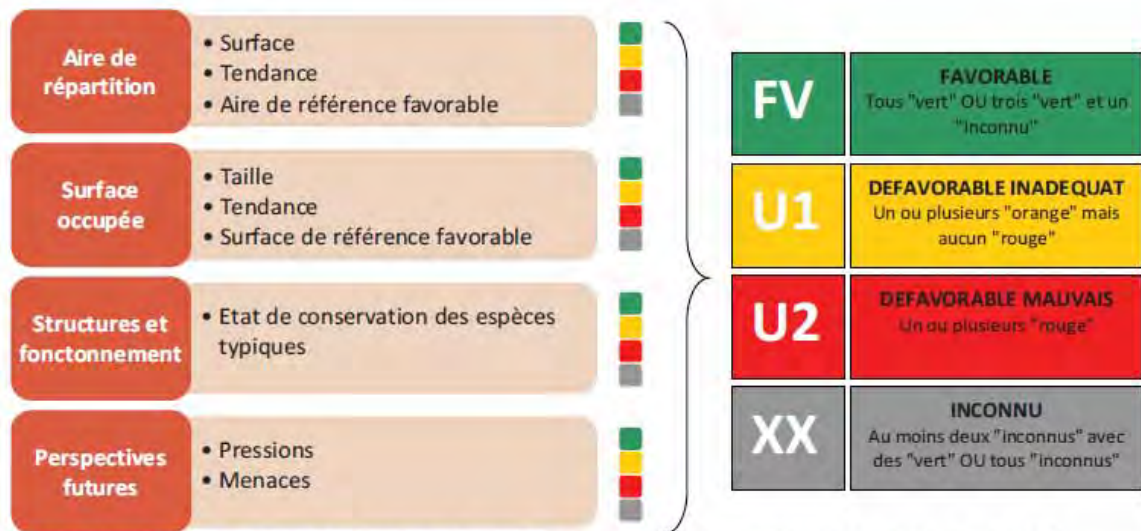 Aire de
répartition
• Surface
• Tendance
• Aire de référence favorable
Surface
occupée
• Taille
• Tendance
• Surface de référence favorable
Structures et
fonctonnement
• Etat de conservation des espèces
typiques
Perspectives
futures
• Pressions
• Menaces
FV
FAVORABLE
Tous "vert" OU trois "vert" et un
"inconnu"
U1
DEFAVORABLE INADEQUAT
Un ou plusieurs "orange" mais
aucun "rouge"
U2
DEFAVORABLE MAUVAIS
Un ou plusieurs "rouge"
XX
INCONNU
Au moins deux "inconnus" avec
des "vert" OU tous "inconnus"